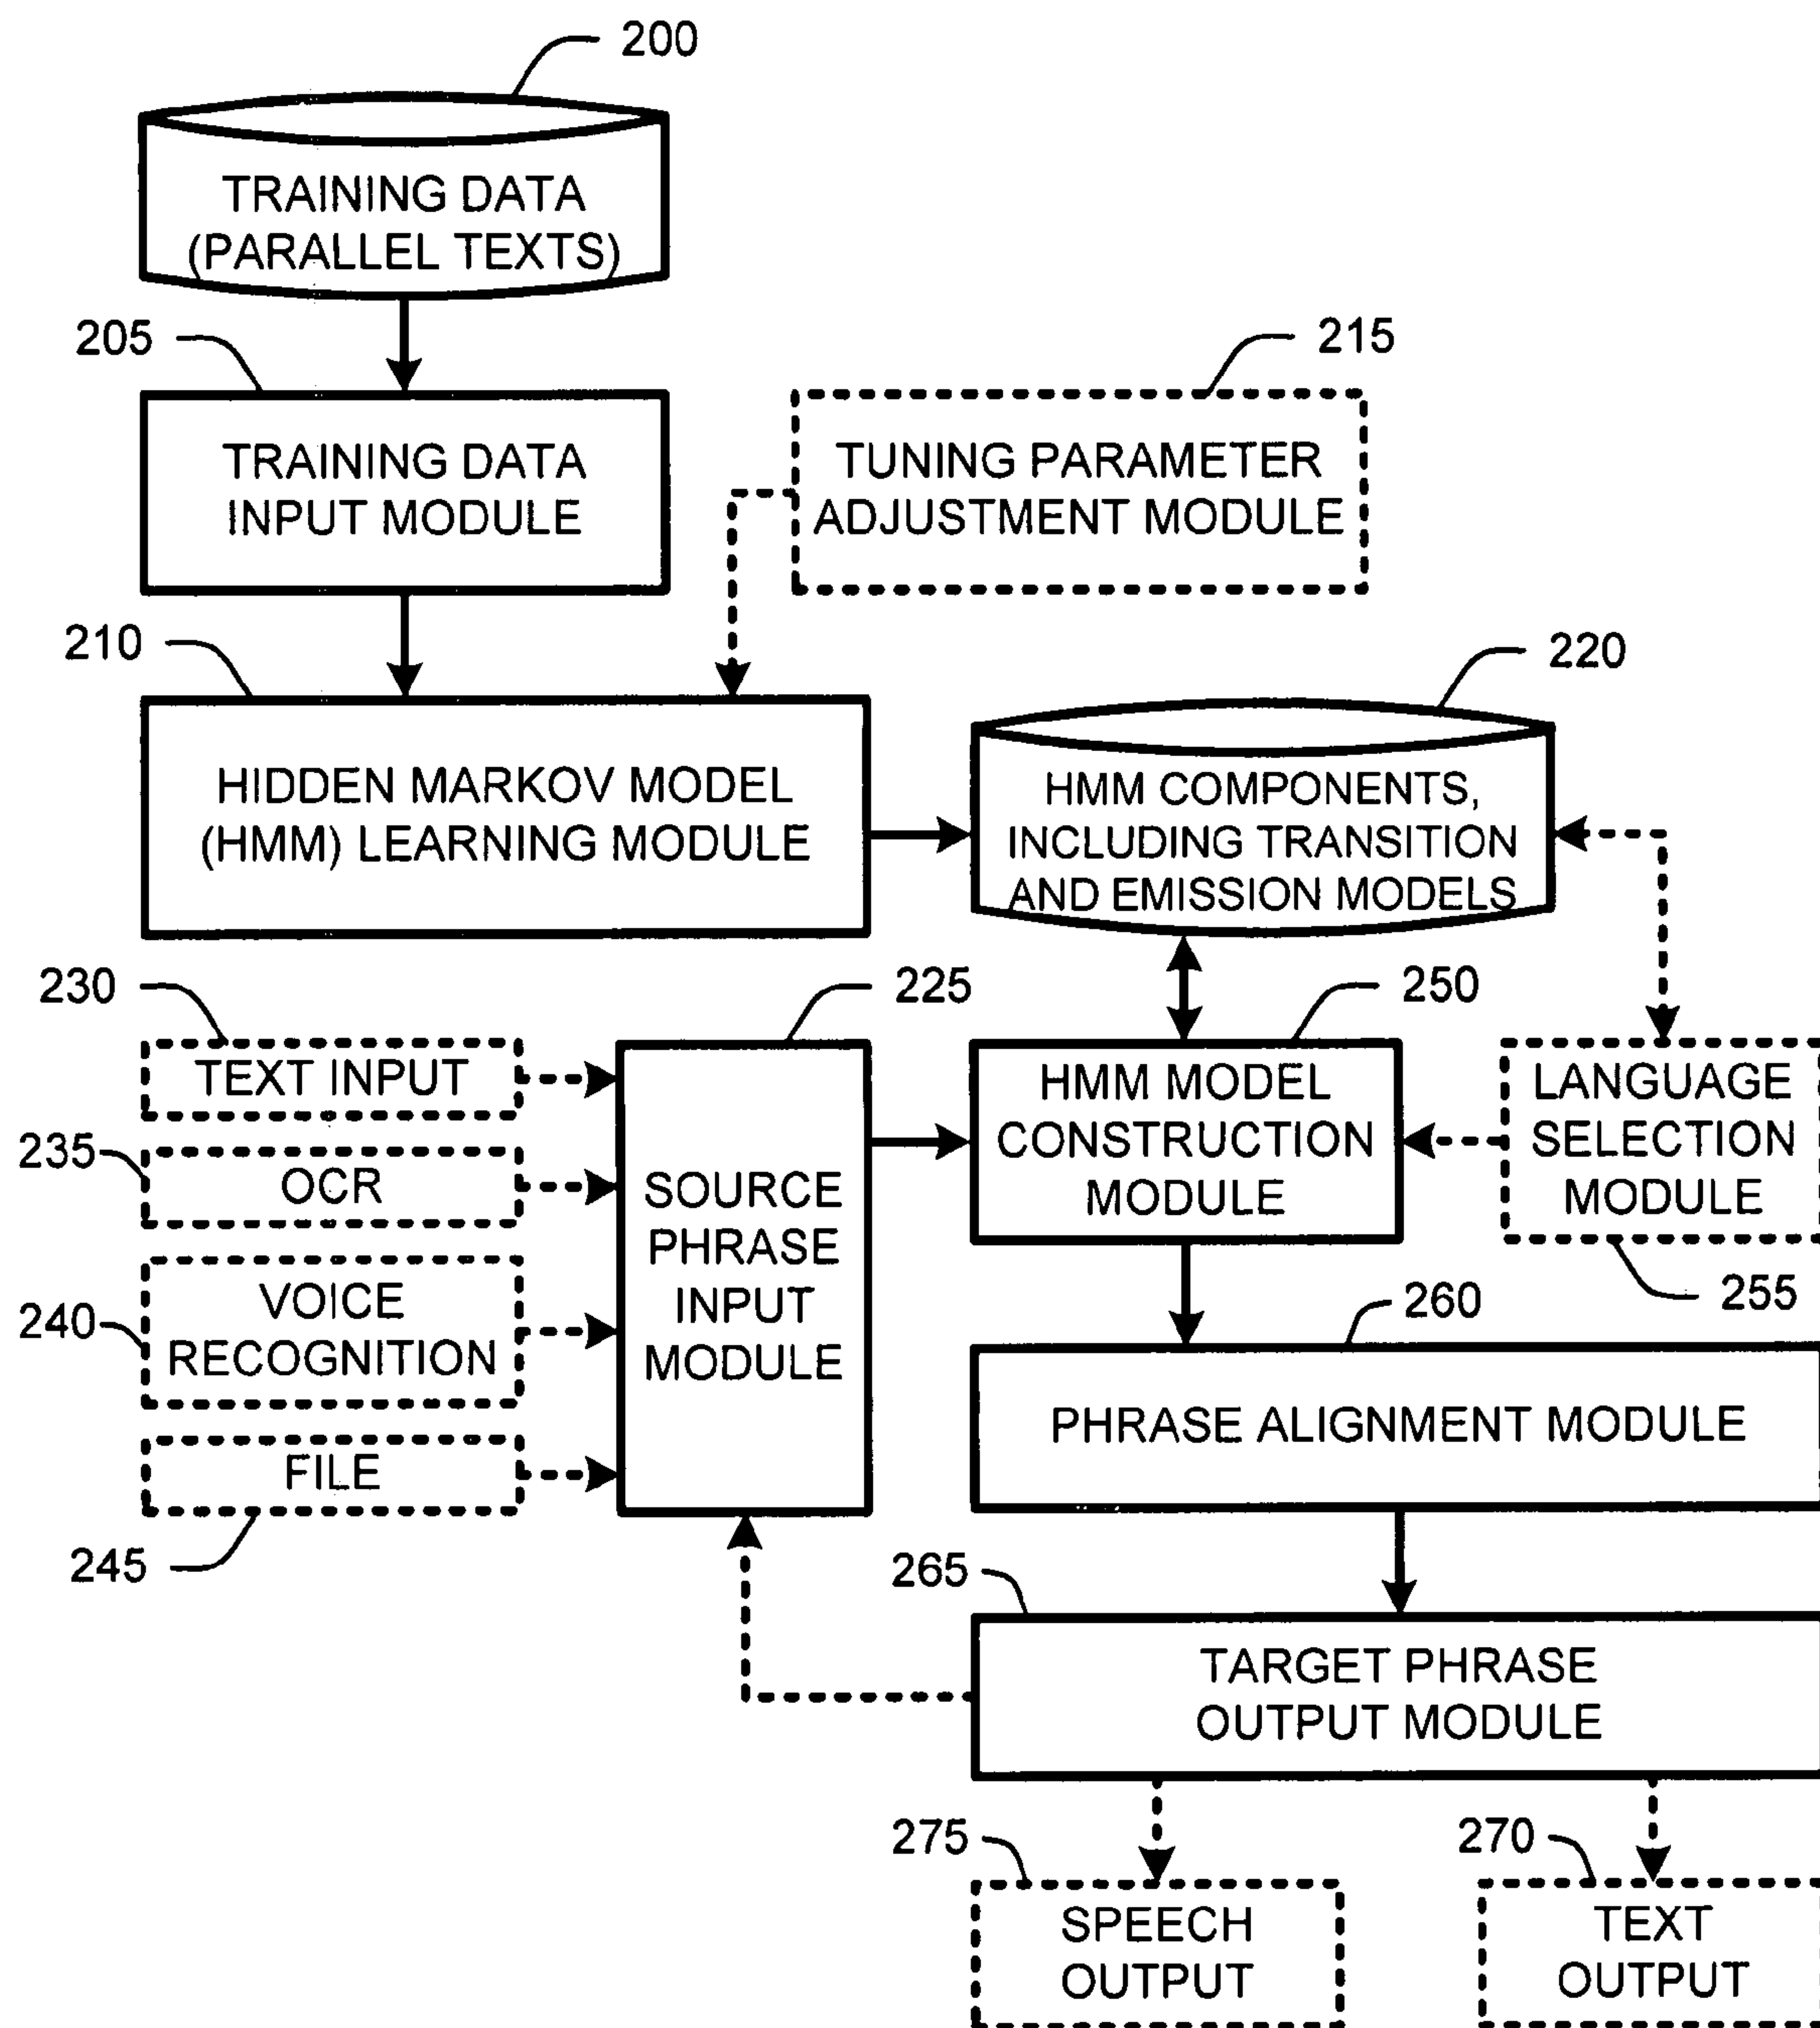 200
TRAINING DATA
(PARALLEL TEXTS)
205
215
TRAINING DATA
INPUT MODULE
TUNING PARAMETER
ADJUSTMENT MODULE
210
220
HIDDEN MARKOV MODEL
(HMM) LEARNING MODULE
HMM COMPONENTS,
INCLUDING TRANSITION
AND EMISSION MODELS
230
225
250
TEXT INPUT
235
OCR
240
VOICE
RECOGNITION
FILE
245
SOURCE
PHRASE
INPUT
MODULE
HMM MODEL
CONSTRUCTION
MODULE
LANGUAGE
SELECTION
MODULE
255
260
PHRASE ALIGNMENT MODULE
265
TARGET PHRASE
OUTPUT MODULE
275
270
SPEECH
OUTPUT
TEXT
OUTPUT